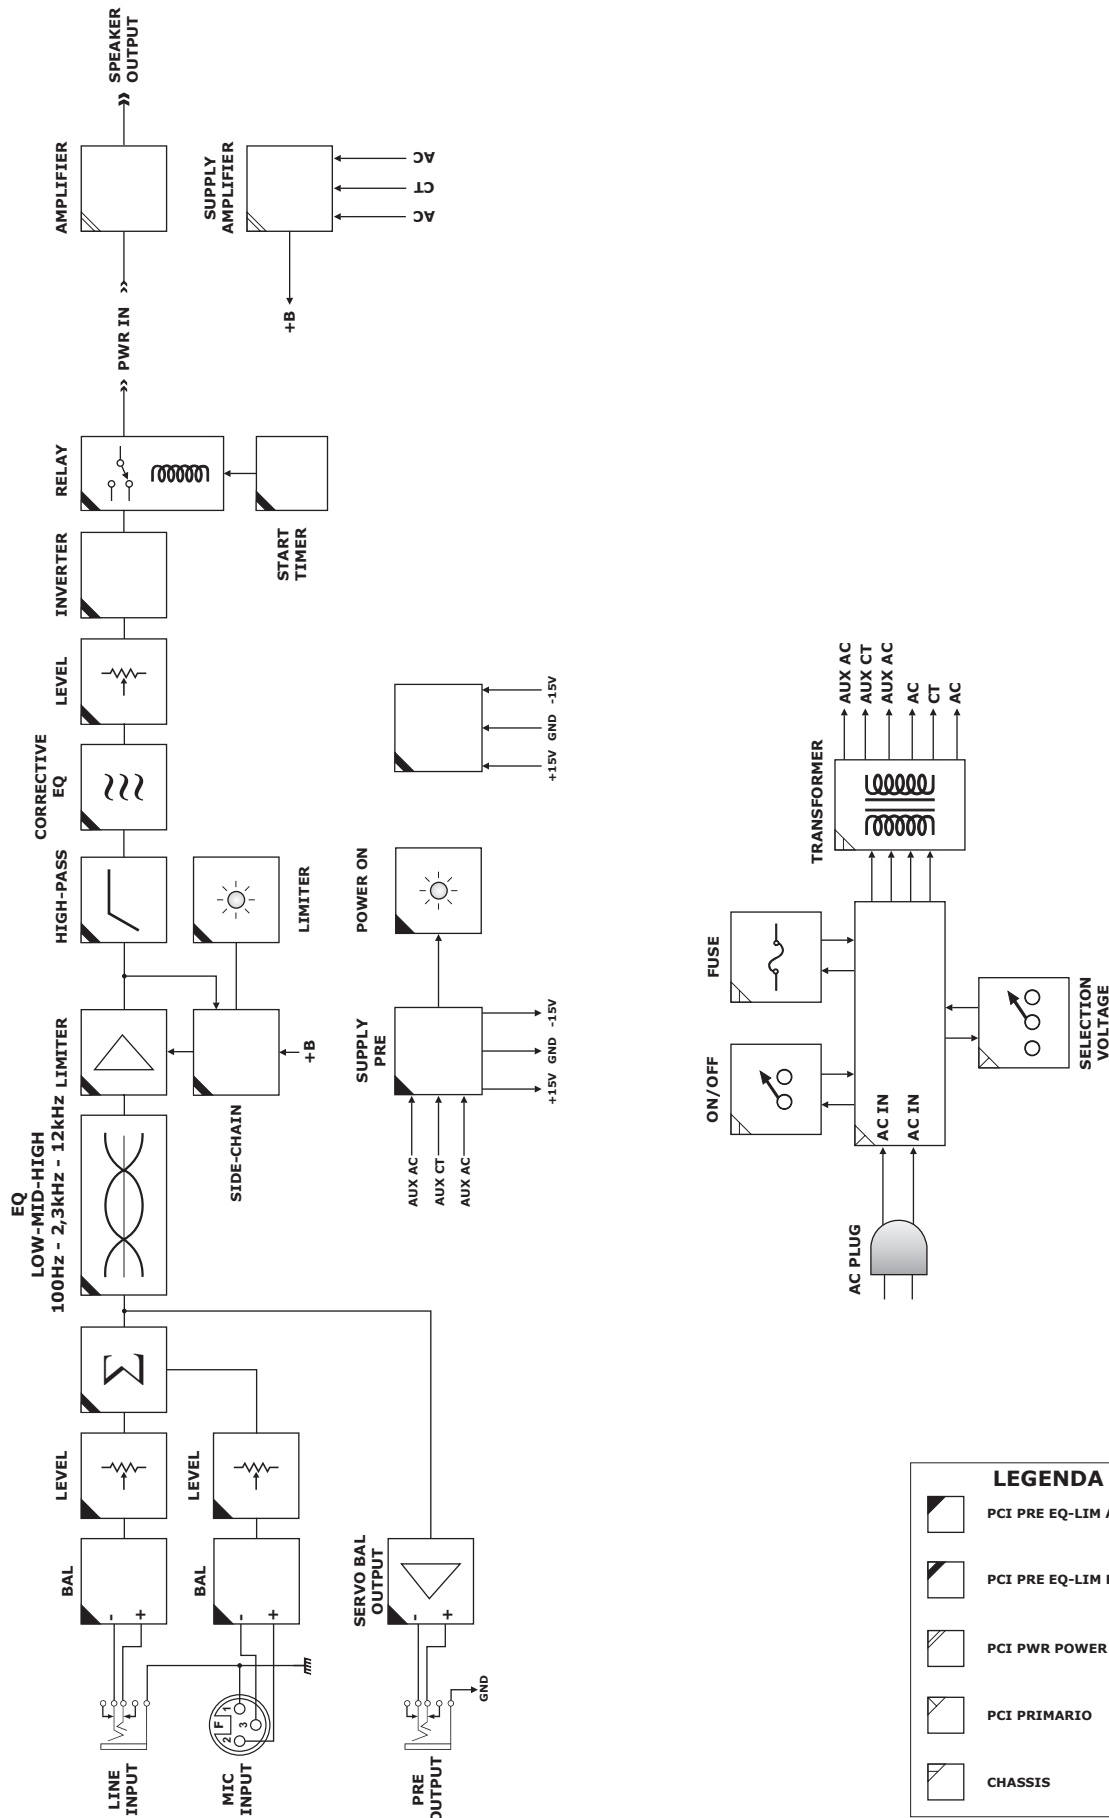 SPEAKER
OUTPUT
AMPLIFIER
PWR IN
SUPPLY
AMPLIFIER
AC
CT
AC
+B
RELAY
START
TIMER
INVERTER
LEVEL
CORRECTIVE
EQ
HIGH-PASS
LIMITER
LIMITER
SIDE-CHAIN
+B
EQ
LOW-MID-HIGH
100Hz - 2,3kHz - 12kHz
Σ
LEVEL
LEVEL
BAL
- +
BAL
- +
LINE
INPUT
MIC
INPUT
F
1
2
3
SERVO BAL
OUTPUT
- +
PRE
OUTPUT
GND
+15V
GND
-15V
POWER ON
SUPPLY
PRE
AUX AC
AUX CT
AUX AC
+15V
GND
-15V
TRANSFORMER
AUX AC
AUX CT
AUX AC
AC
CT
AC
FUSE
ON/OFF
SELECTION
VOLTAGE
AC IN
AC IN
AC PLUG
LEGENDA
PCI PRE EQ-LIM
PCI PRE EQ-LIM
PCI PWR POWER
PCI PRIMARIO
CHASSIS